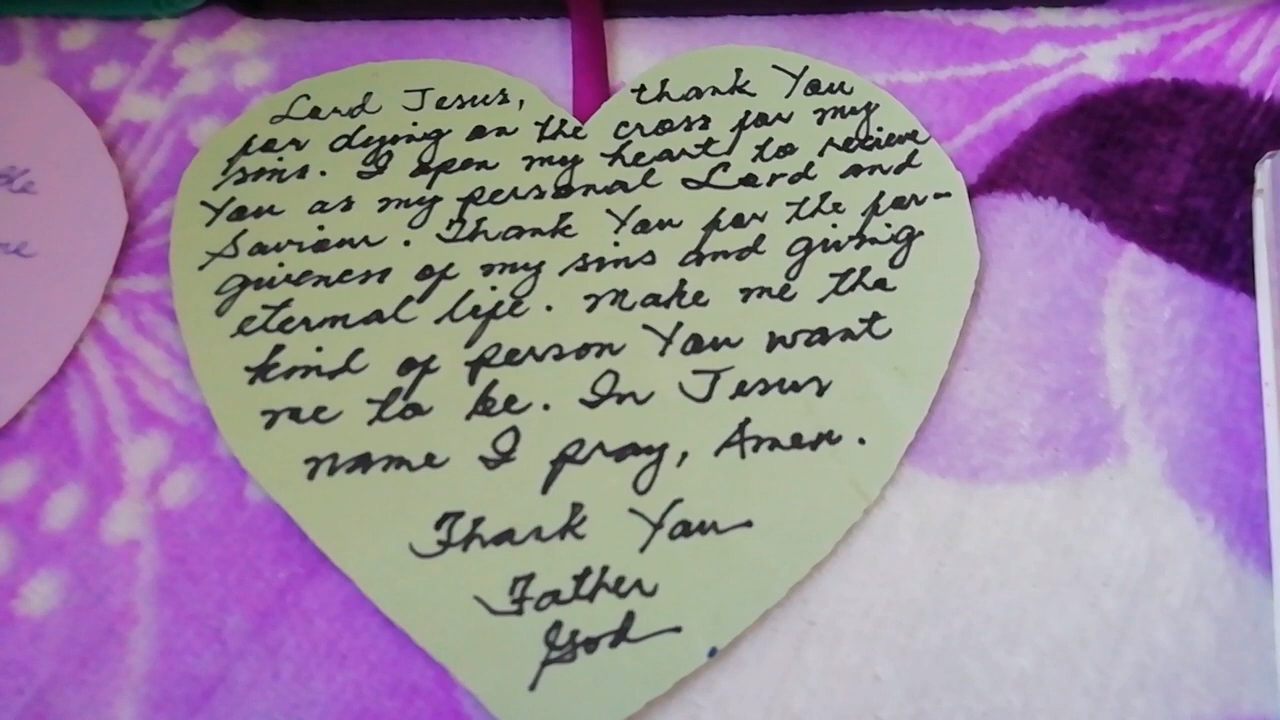 Lord Jesus, thank You
for dying on the cross for my
sins. I open my heart to recieve
You as my personal Lord and
Saviour. Thank You for the for-
giveness of my sins and giving
eternal life. Make me the
kind of person You want
me to be. In Jesus
name I pray, Amen.
Thank You
Father
God